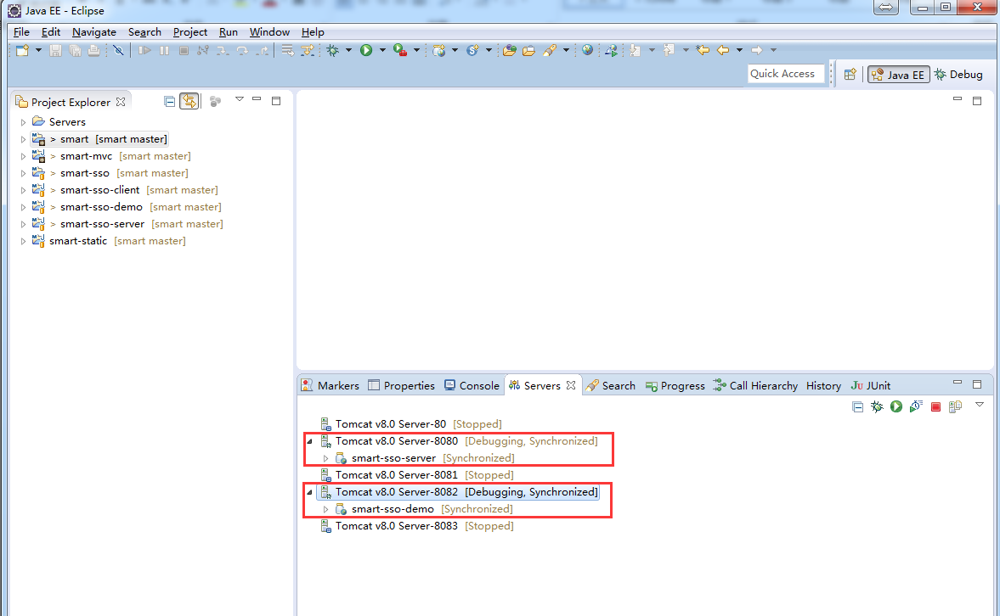 Java EE - Eclipse
File Edit Navigate Search Project Run Window Help
Quick Access
Java EE Debug
Project Explorer
Servers
> smart [smart master]
> smart-mvc [smart master]
> smart-sso [smart master]
> smart-sso-client [smart master]
> smart-sso-demo [smart master]
> smart-sso-server [smart master]
smart-static [smart master]
Markers Properties Console Servers Search Progress Call Hierarchy History Ju JUnit
Tomcat v8.0 Server-80 [Stopped]
Tomcat v8.0 Server-8080 [Debugging, Synchronized]
smart-sso-server [Synchronized]
Tomcat v8.0 Server-8081 [Stopped]
Tomcat v8.0 Server-8082 [Debugging, Synchronized]
smart-sso-demo [Synchronized]
Tomcat v8.0 Server-8083 [Stopped]